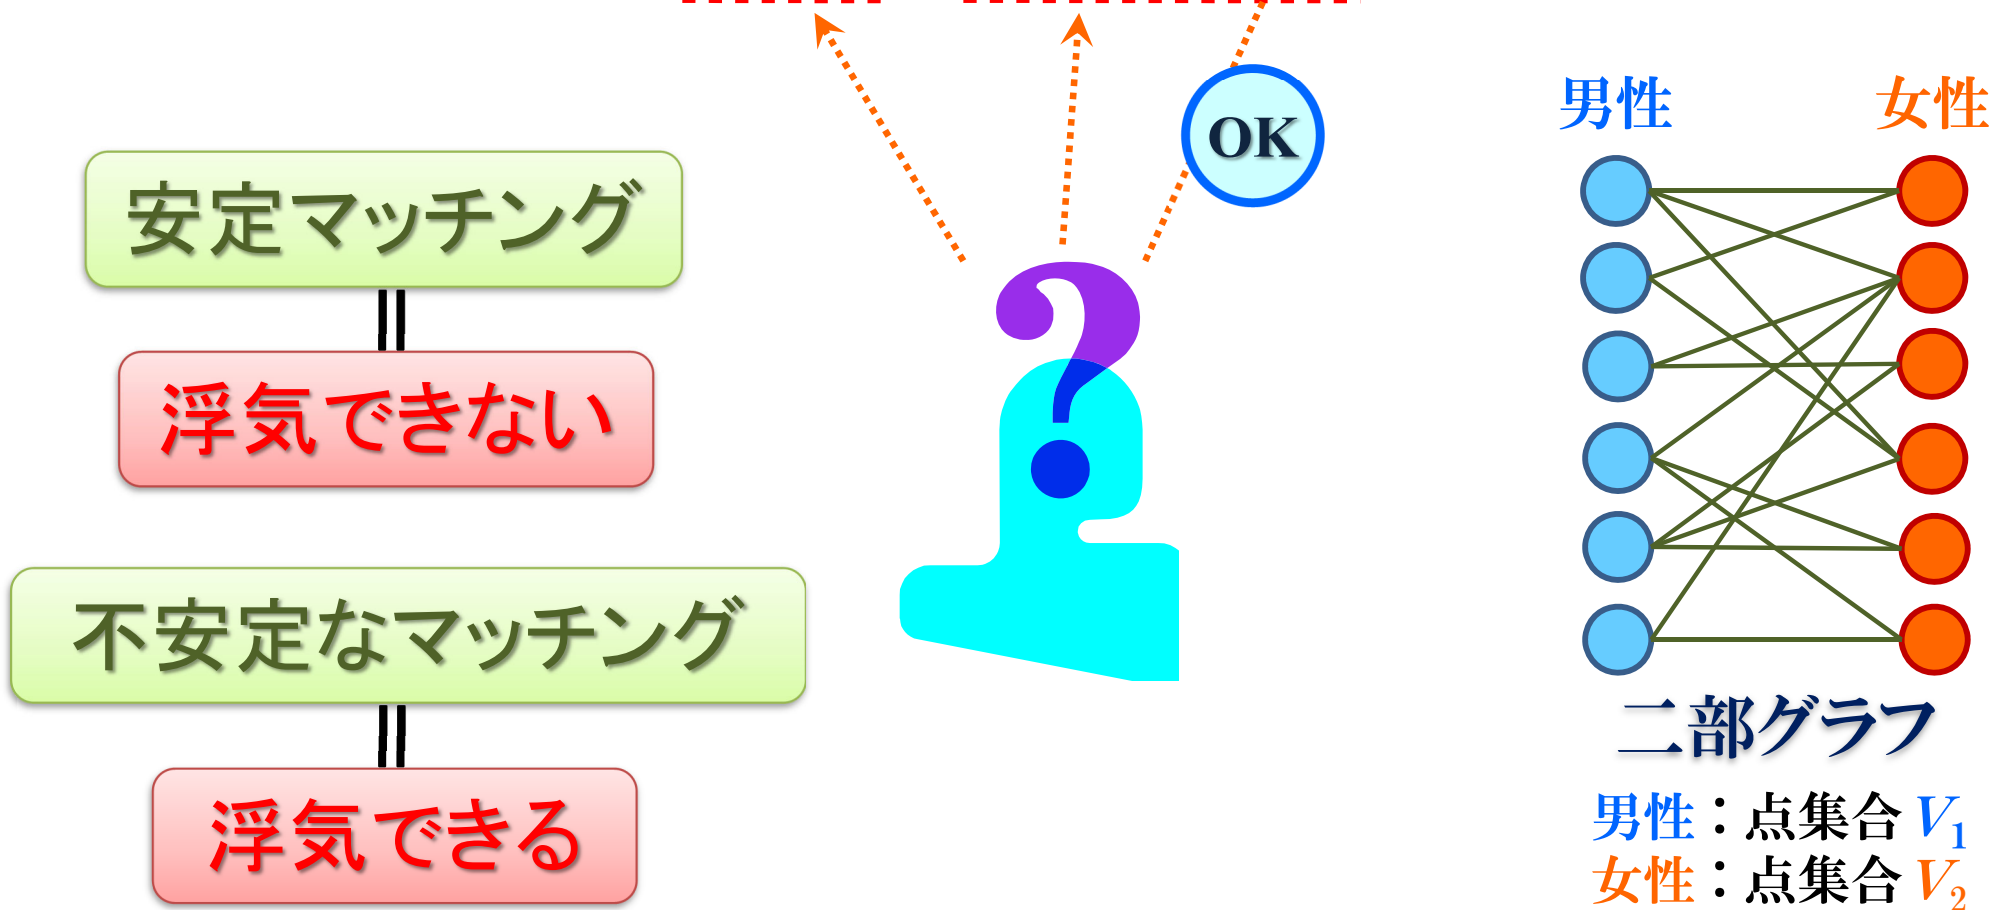 安定マッチング
浮気できない
不安定なマッチング
浮気できる
?
OK
男性 女性
二部グラフ
男性：点集合 V1
女性：点集合 V2